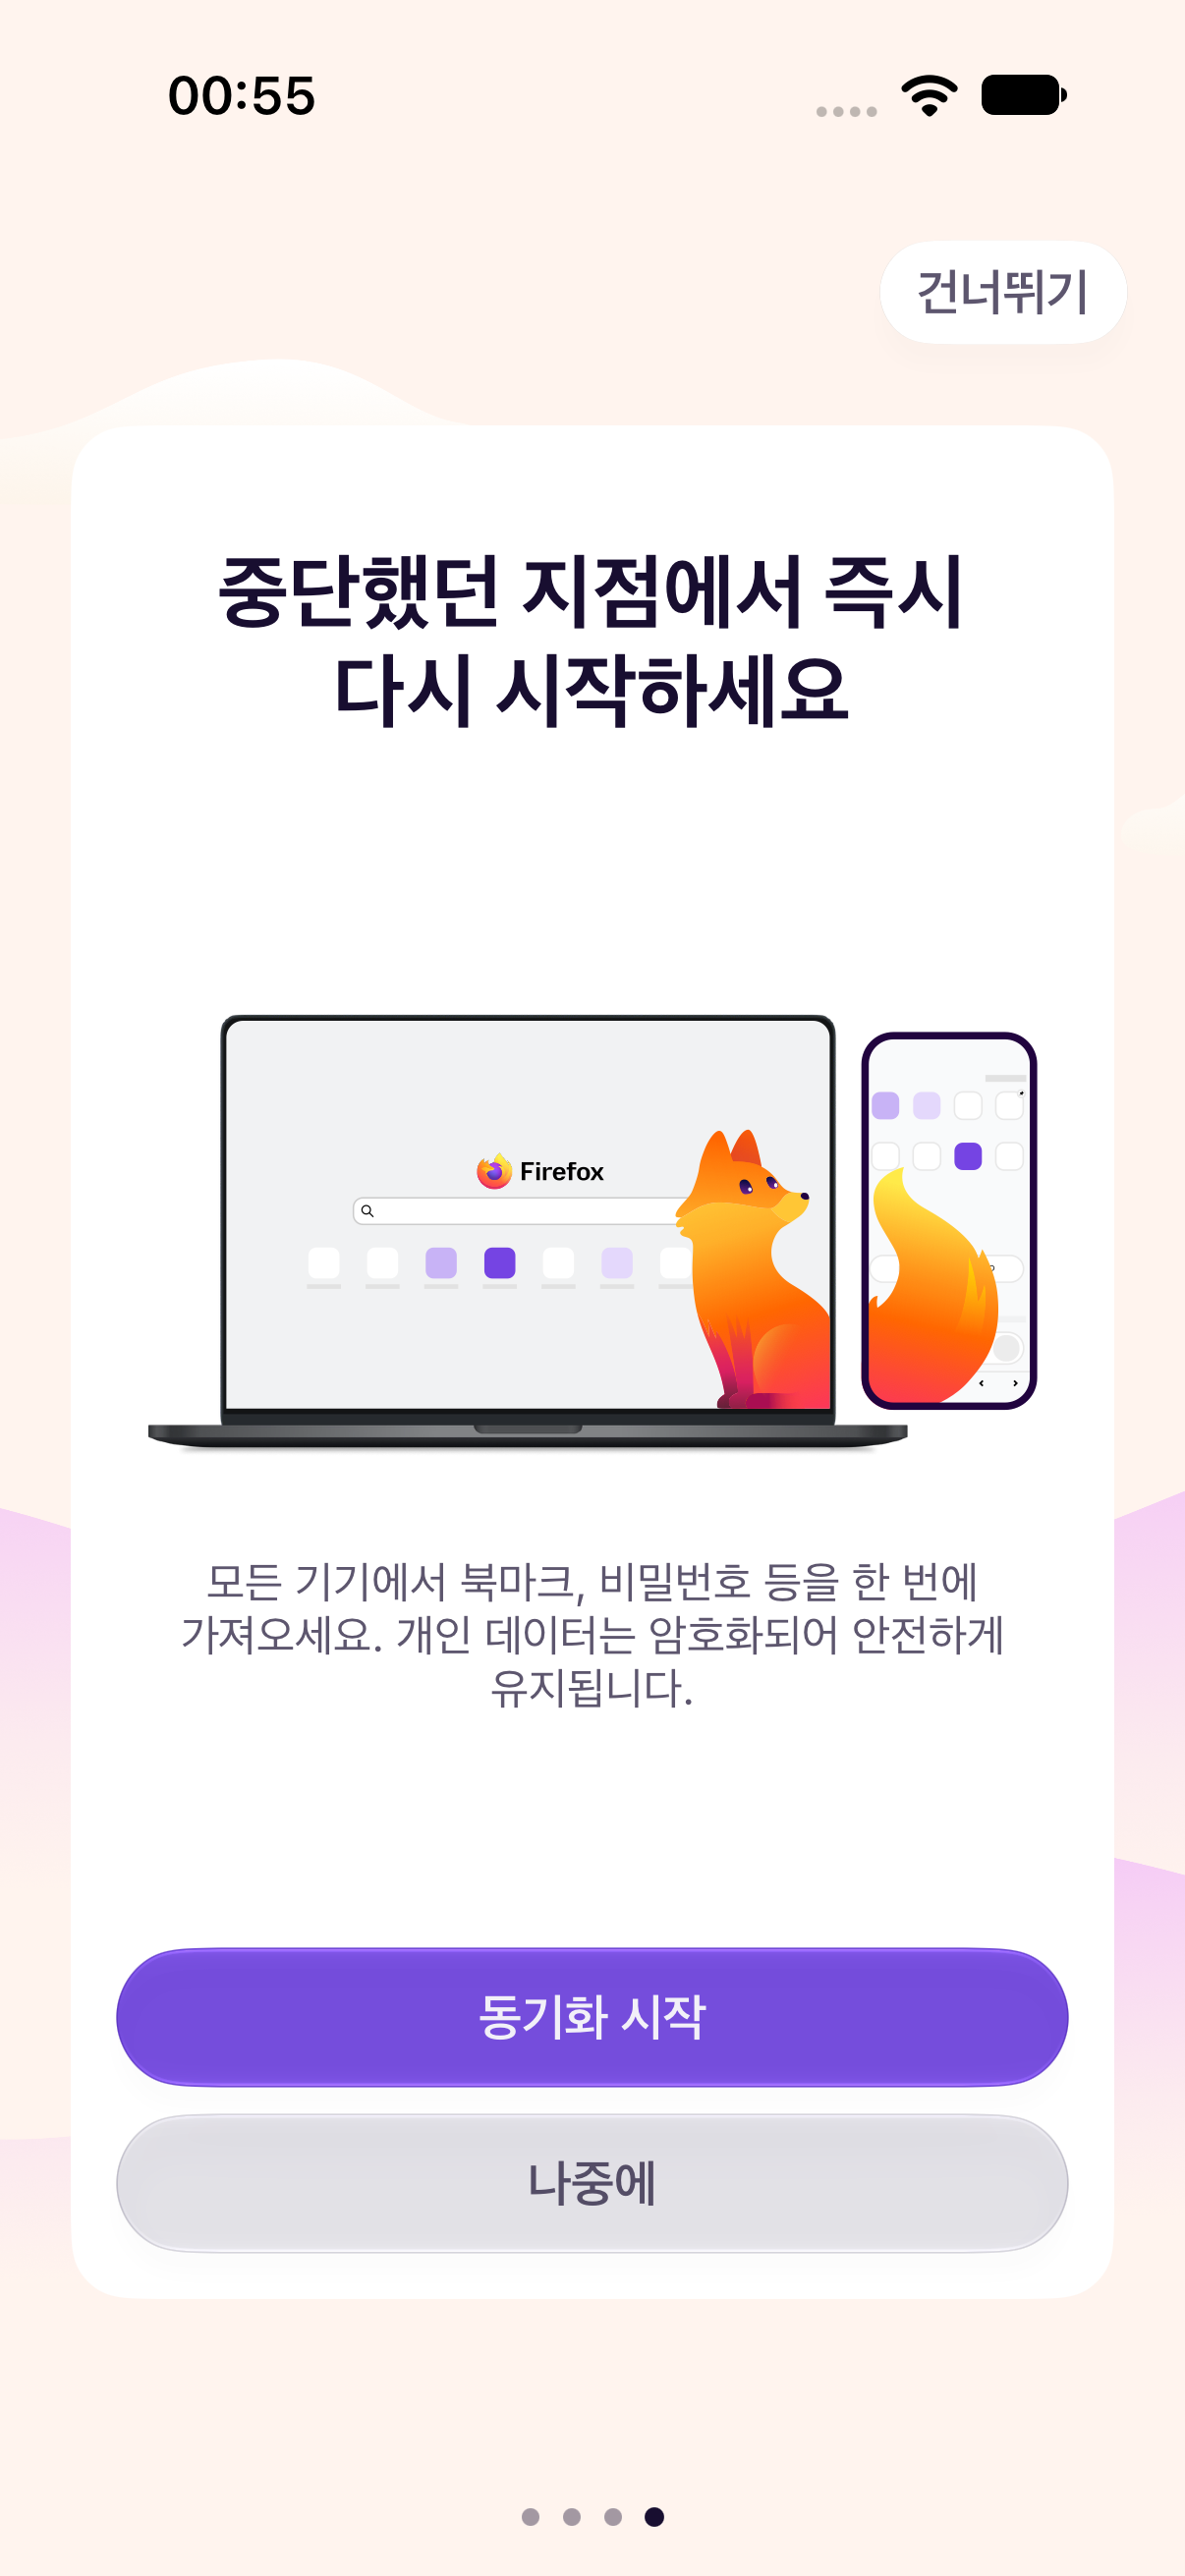 00:55
건너뛰기
중단했던 지점에서 즉시
다시 시작하세요
Firefox
모든 기기에서 북마크, 비밀번호 등을 한 번에
가져오세요. 개인 데이터는 암호화되어 안전하게
유지됩니다.
동기화 시작
나중에